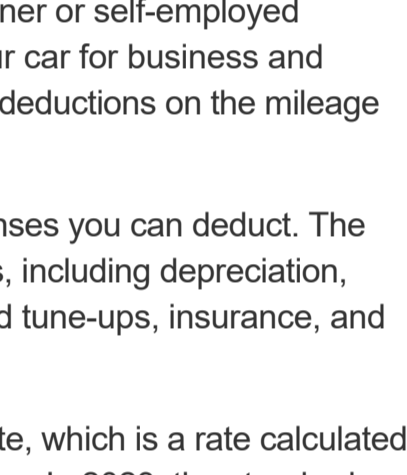 ner or self-employed
r car for business and
deductions on the mileage
nses you can deduct. The
, including depreciation,
d tune-ups, insurance, and
te, which is a rate calculated